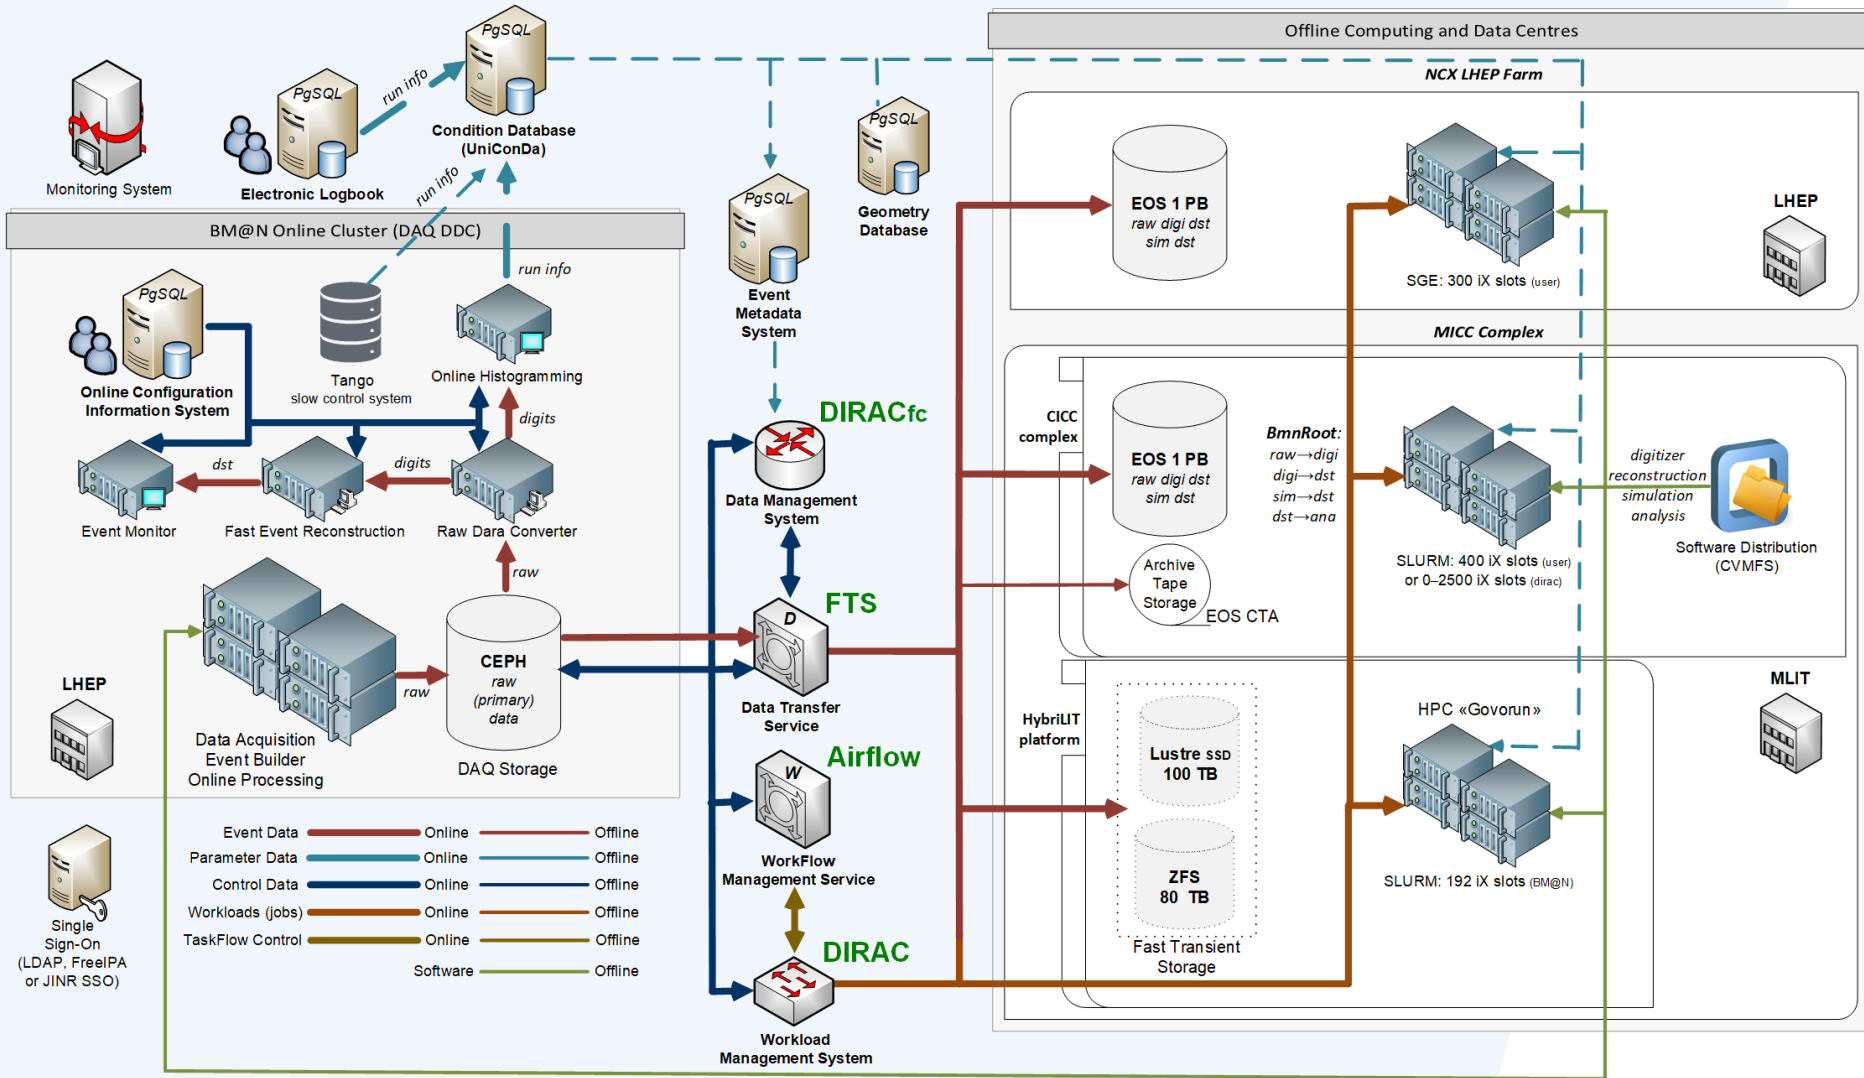 PgSQL
Offline Computing and Data Centres
NCX LHEP Farm
PgSQL
run info
PgSQL
Condition Database
(UniConDa)
Monitoring System
Electronic Logbook
run info
PgSQL
Geometry
Database
PgSQL
Event
Metadata
System
EOS 1 PB
raw digi dst
sim dst
SGE: 300 iX slots (user)
LHEP
BM@N Online Cluster (DAQ DDC)
run info
PgSQL
Online Configuration
Information System
Tango
slow control system
Online Histogramming
digits
dst
digits
Event Monitor
Fast Event Reconstruction
Raw Dara Converter
raw
CEPH
raw
(primary)
data
raw
DAQ Storage
Data Acquisition
Event Builder
Online Processing
LHEP
DIRACfc
Data Management
System
FTS
D
Data Transfer
Service
Airflow
W
WorkFlow
Management Service
DIRAC
Workload
Management System
MICC Complex
CICC
complex
EOS 1 PB
raw digi dst
sim dst
Archive
Tape
Storage
EOS CTA
BmnRoot:
raw→digi
digi→dst
sim→dst
dst→ana
SLURM: 400 iX slots (user)
or 0–2500 iX slots (dirac)
digitizer
reconstruction
simulation
analysis
Software Distribution
(CVMFS)
HybriLIT
platform
Lustre SSD
100 TB
ZFS
80 TB
Fast Transient
Storage
HPC «Govorun»
SLURM: 192 iX slots (BM@N)
MLIT
Single
Sign-On
(LDAP, FreeIPA
or JINR SSO)
Event Data Online Offline
Parameter Data Online Offline
Control Data Online Offline
Workloads (jobs) Online Offline
TaskFlow Control Online Offline
Software Offline